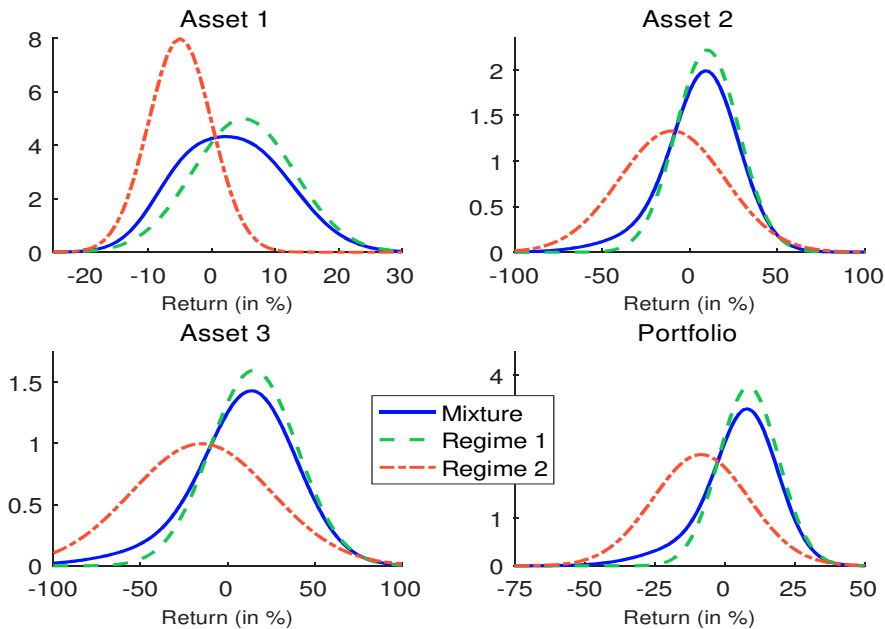 Asset 1
8
6
4
2
0
-20 -10 0 10 20 30
Return (in %)
Asset 2
2
1.5
1
0.5
0
-100 -50 0 50 100
Return (in %)
Asset 3
1.5
1
0.5
0
-100 -50 0 50 100
Return (in %)
Portfolio
4
1
0
-75 -50 -25 0 25 50
Return (in %)
Mixture
Regime 1
Regime 2